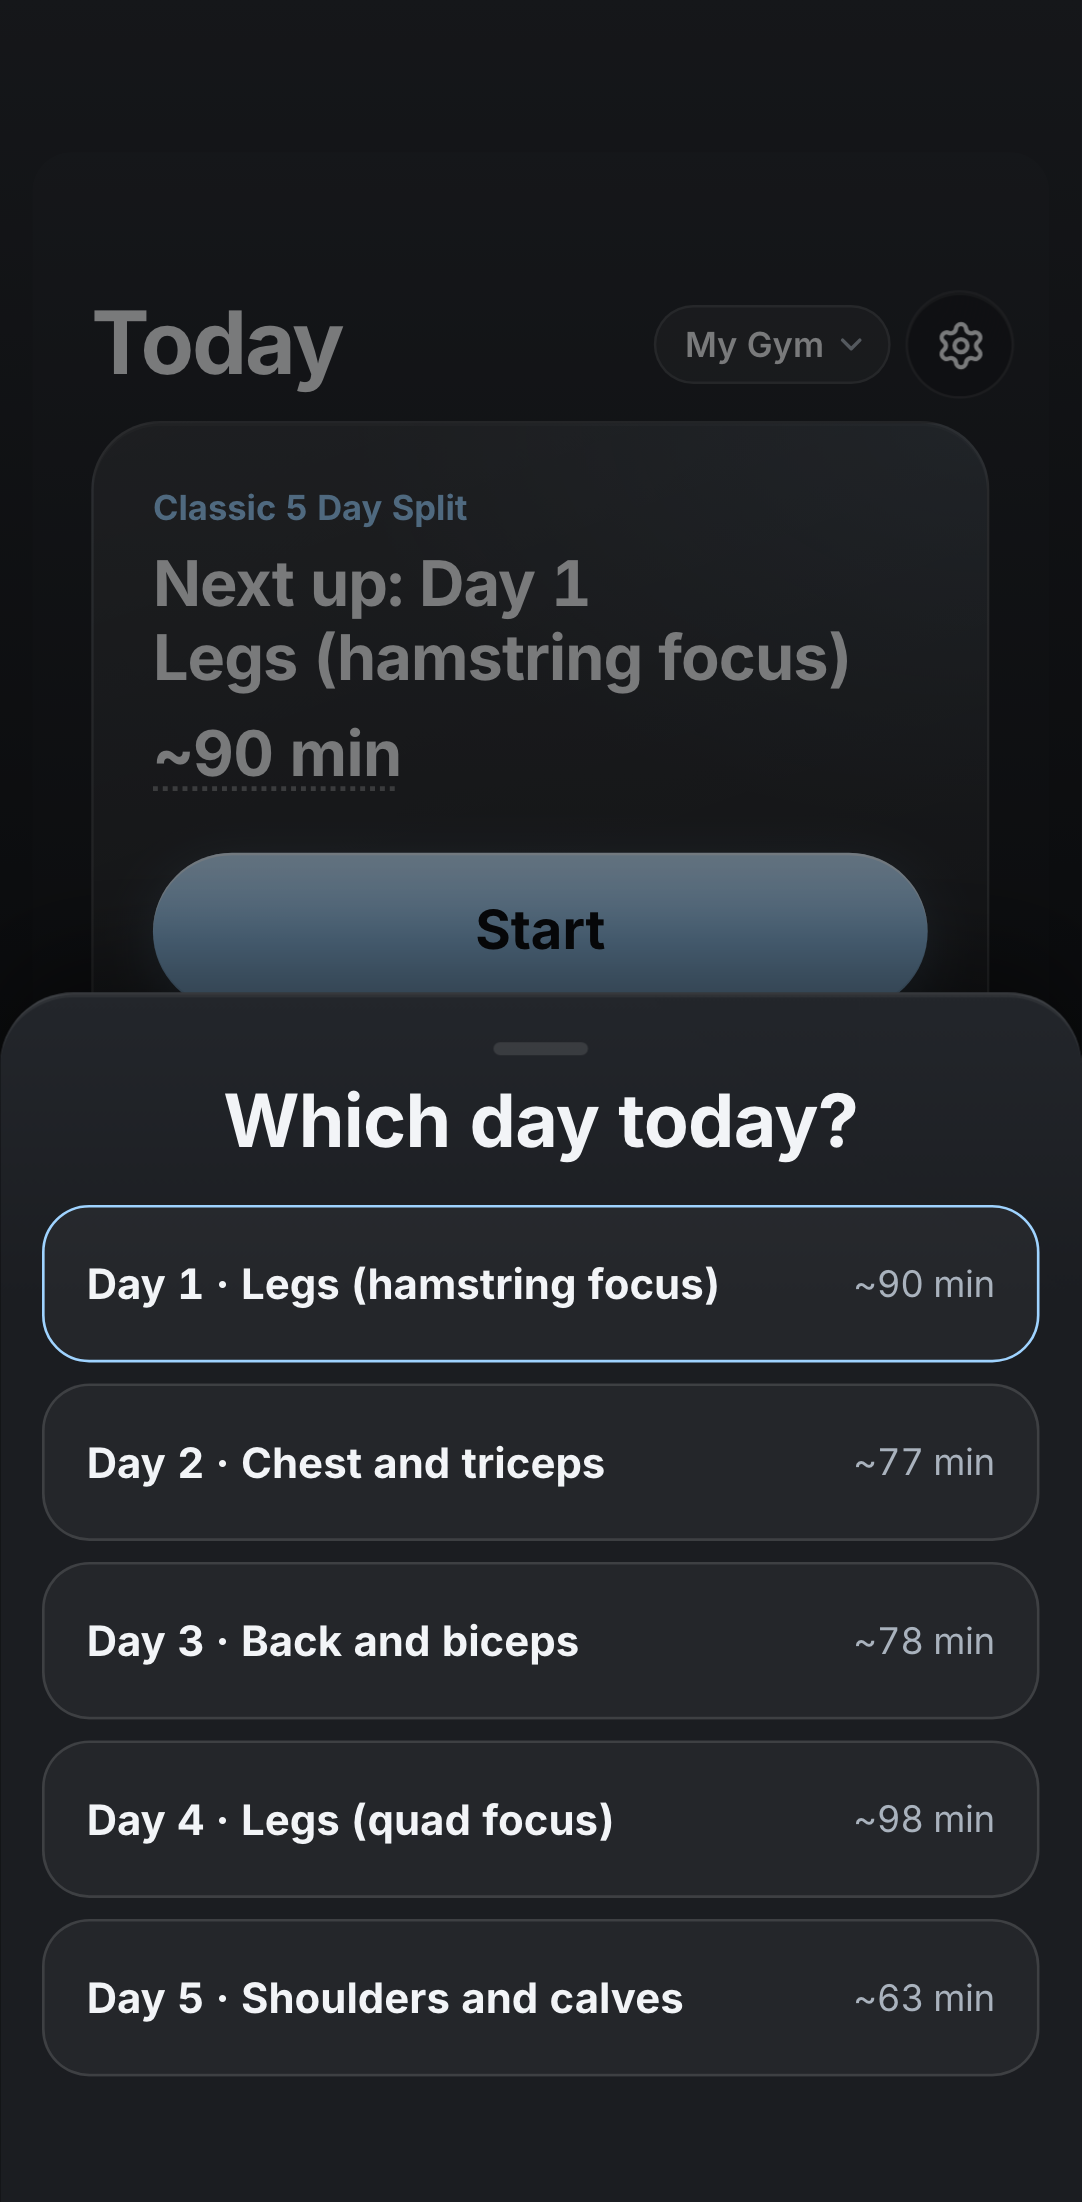 Today
My Gym
Classic 5 Day Split
Next up: Day 1
Legs (hamstring focus)
~90 min
Start
Which day today?
Day 1 · Legs (hamstring focus) ~90 min
Day 2 · Chest and triceps ~77 min
Day 3 · Back and biceps ~78 min
Day 4 · Legs (quad focus) ~98 min
Day 5 · Shoulders and calves ~63 min